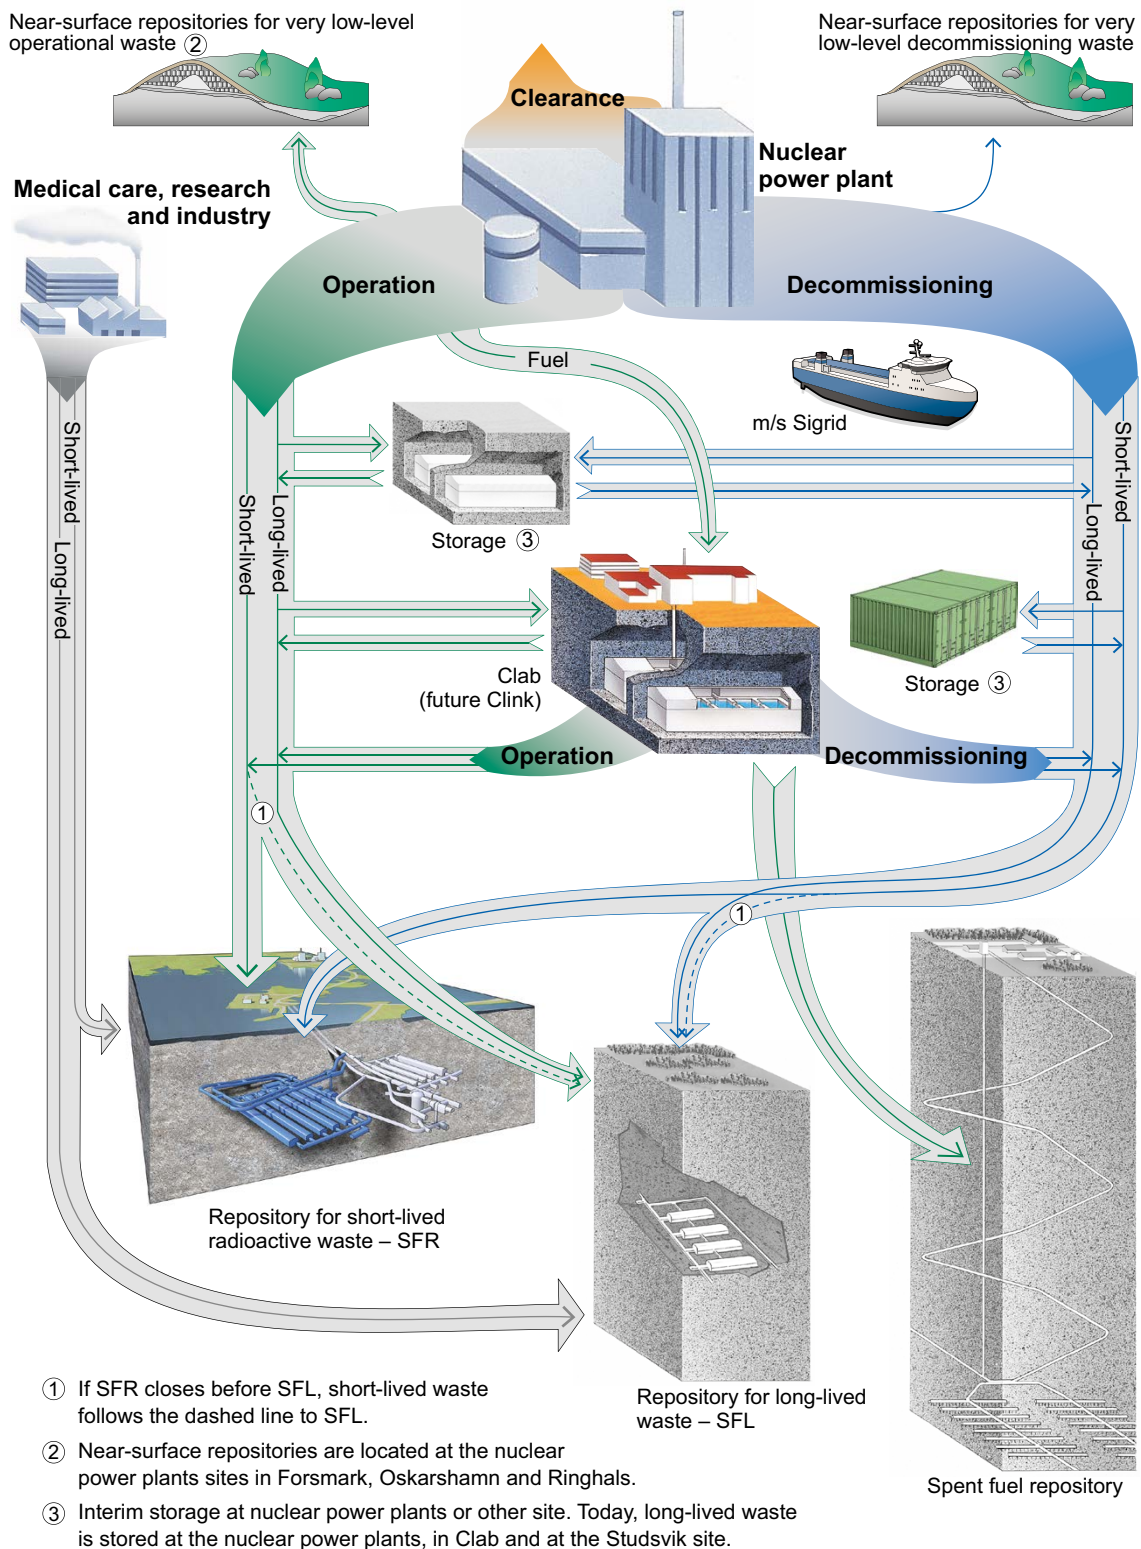 Near-surface repositories for very low-level
operational waste ②
Near-surface repositories for very
low-level decommissioning waste
Clearance
Nuclear
power plant
Medical care, research
and industry
Operation
Decommissioning
Fuel
m/s Sigrid
Short-lived
Long-lived
Short-lived
Long-lived
Storage ③
Short-lived
Long-lived
Clab
(future Clink)
Storage ③
Operation
Decommissioning
①
①
Repository for short-lived
radioactive waste – SFR
Repository for long-lived
waste – SFL
Spent fuel repository
① If SFR closes before SFL, short-lived waste
follows the dashed line to SFL.
② Near-surface repositories are located at the nuclear
power plants sites in Forsmark, Oskarshamn and Ringhals.
③ Interim storage at nuclear power plants or other site. Today, long-lived waste
is stored at the nuclear power plants, in Clab and at the Studsvik site.